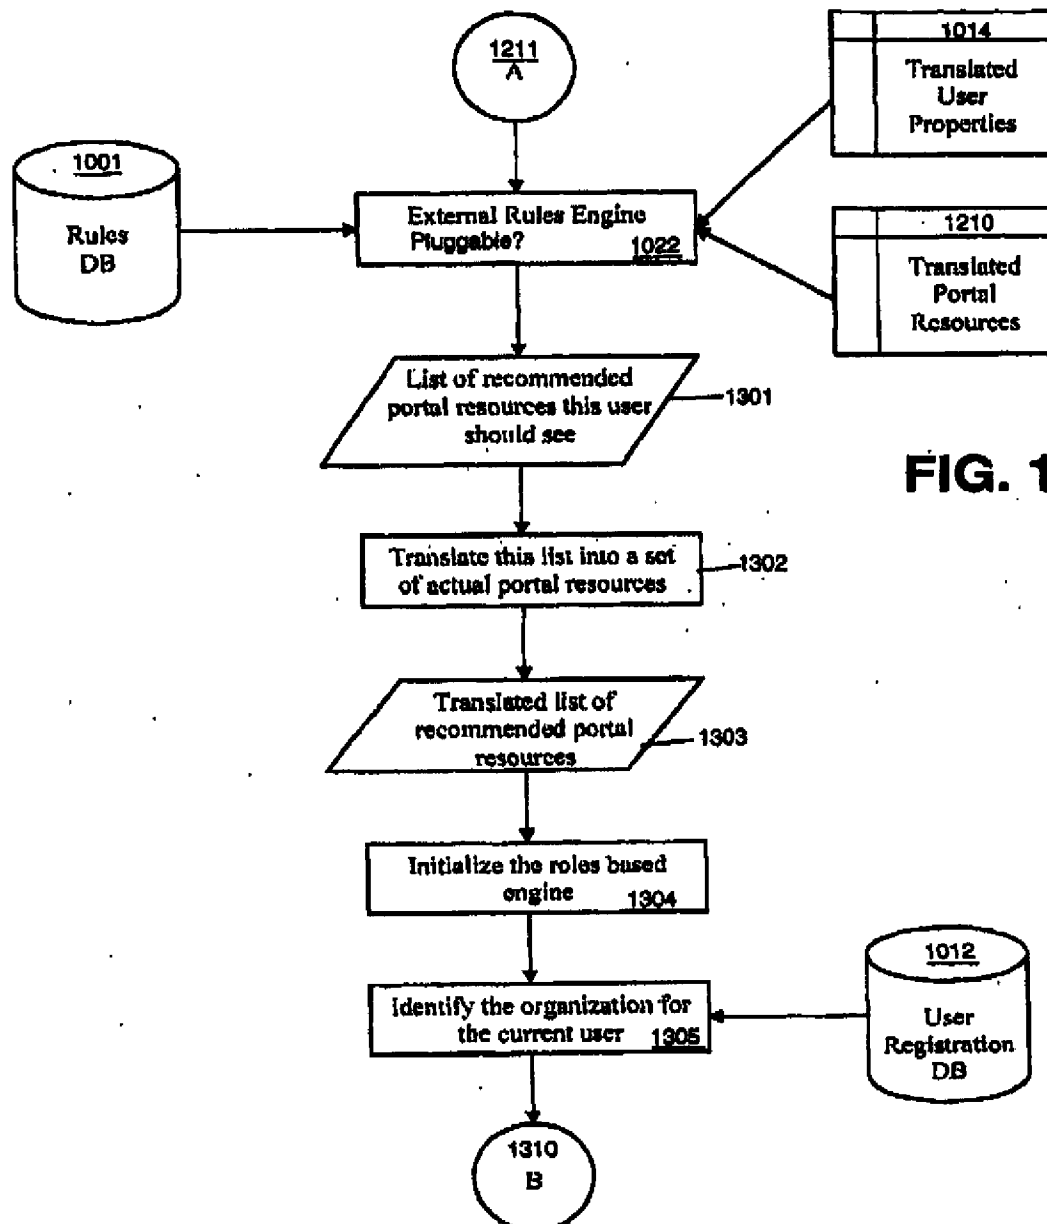 1211
A
1014
Translated
User
Properties
1001
Rules
DB
External Rules Engine
Pluggable?
1022
1210
Translated
Portal
Resources
List of recommended
portal resources this user
should see
1301
FIG. 1
Translate this list into a set
of actual portal resources
1302
Translated list of
recommended portal
resources
1303
Initialize the roles based
engine
1304
Identify the organization for
the current user
1305
1012
User
Registration
DB
1310
B